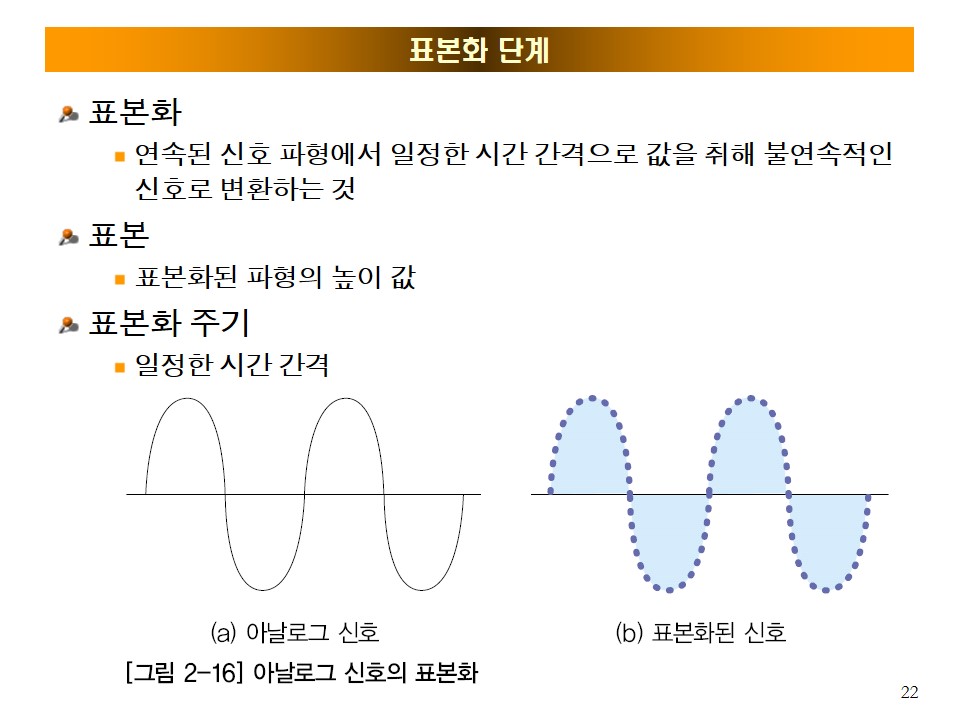 표본화 단계
표본화
연속된 신호 파형에서 일정한 시간 간격으로 값을 취해 불연속적인
신호로 변환하는 것
표본
표본화된 파형의 높이 값
표본화 주기
일정한 시간 간격
(a) 아날로그 신호
(b) 표본화된 신호
[그림 2-16] 아날로그 신호의 표본화
22